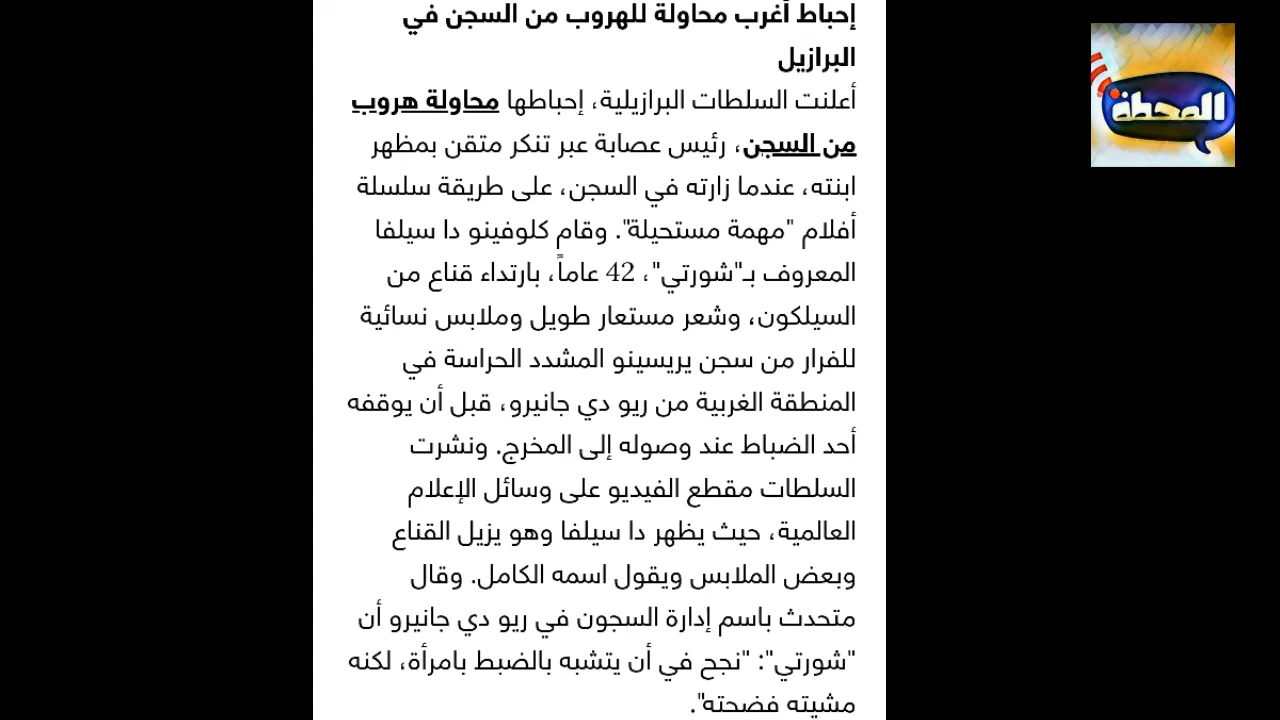 إحباط أغرب محاولة للهروب من السجن في
البرازيل
أعلنت السلطات البرازيلية، إحباطها محاولة هروب
من السجن، رئيس عصابة عبر تنكر متقن بمظهر
ابنته، عندما زارته في السجن، على طريقة سلسلة
أفلام "مهمة مستحيلة". وقام كلوفينو دا سيلفا
المعروف بـ"شورتي"، 42 عاماً، بارتداء قناع من
السيلكون، وشعر مستعار طويل وملابس نسائية
للفرار من سجن يريسينو المشدد الحراسة في
المنطقة الغربية من ريو دي جانيرو، قبل أن يوقفه
أحد الضباط عند وصوله إلى المخرج. ونشرت
السلطات مقطع الفيديو على وسائل الإعلام
العالمية، حيث يظهر دا سيلفا وهو يزيل القناع
وبعض الملابس ويقول اسمه الكامل. وقال
متحدث باسم إدارة السجون في ريو دي جانيرو أن
"شورتي": "نجح في أن يتشبه بالضبط بامرأة، لكنه
مشيته فضحته".
المحطة